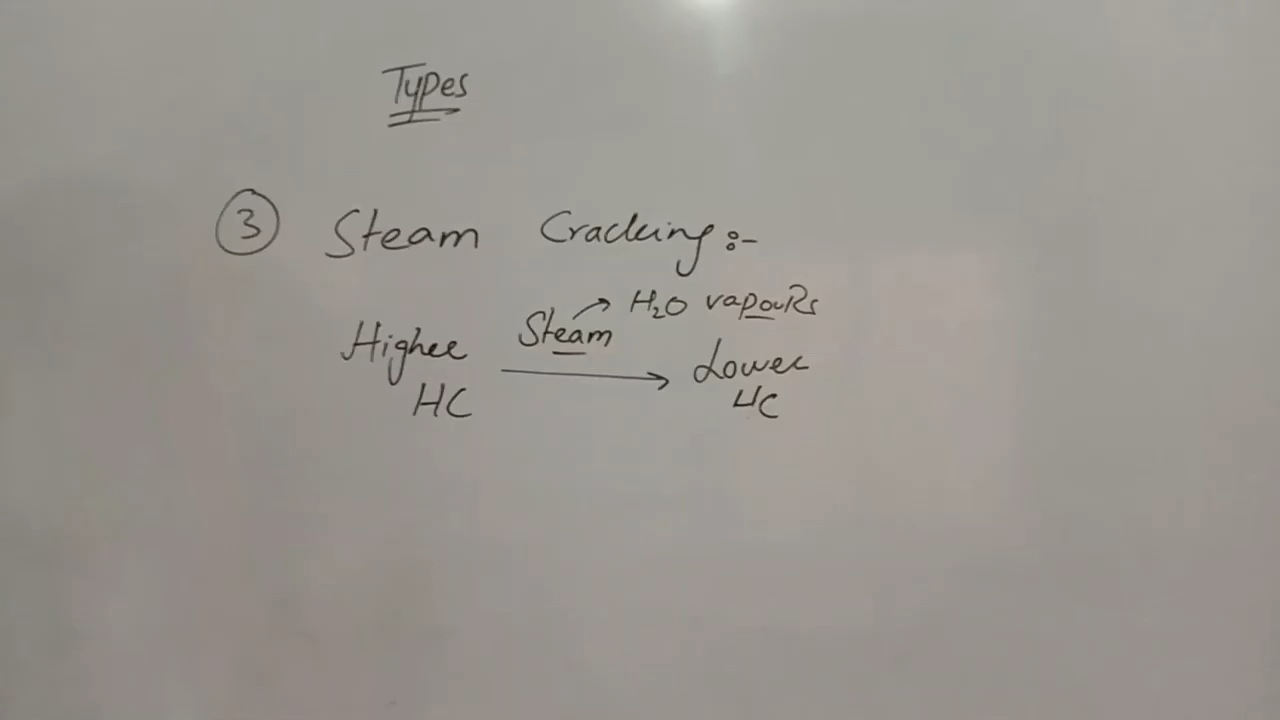 Types
③ Steam Cracking :-
Steam → H₂O vapouRs
Higher HC → Lower HC